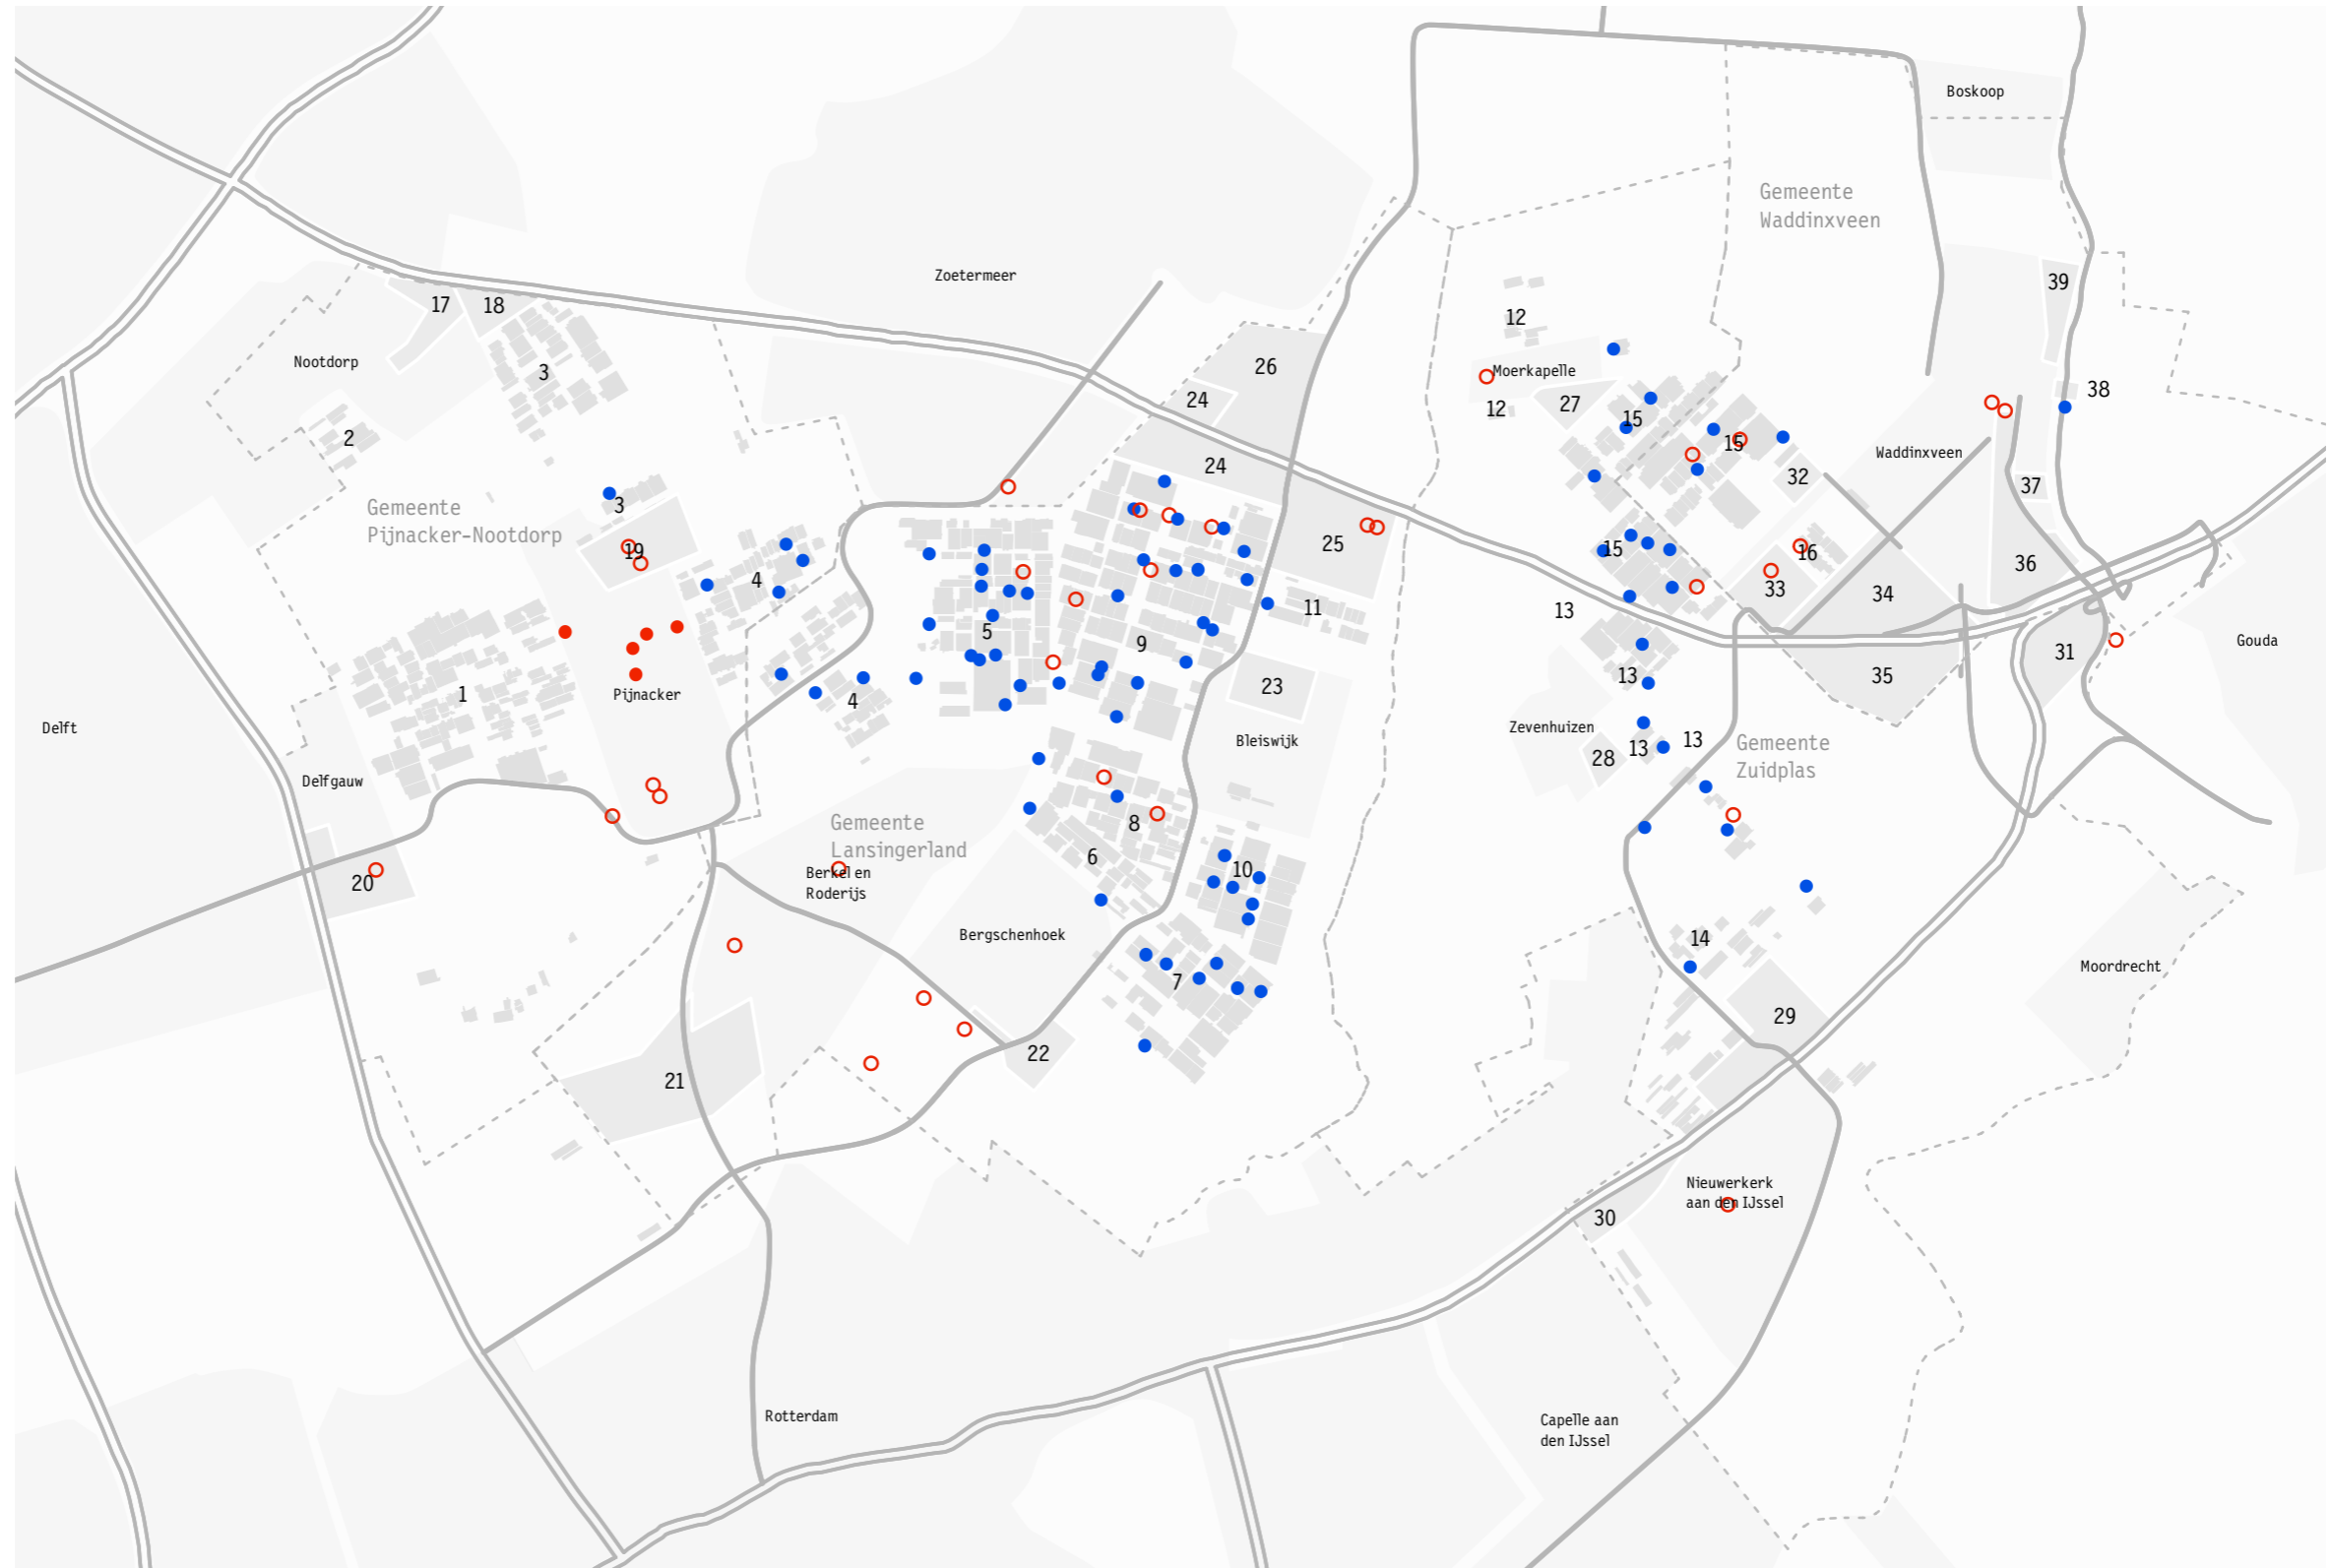 Boskoop
Gemeente
Waddinxveen
Zoetermeer
39
17
18
12
26
Nootdorp
3
Moerkapelle
38
24
27
12
15
2
15
Waddinxveen
24
32
37
3
Gemeente
Pijnacker-Nootdorp
25
19
15
16
36
4
33
34
11
13
5
9
Gouda
31
13
35
23
Pijnacker
1
4
Delft
Zevenhuizen
Bleiswijk
13
13
Gemeente
Zuidplas
28
Delfgauw
Gemeente
Lansingerland
8
6
10
Berkel en
Roderijs
20
Bergschenhoek
14
Moordrecht
7
29
22
21
Nieuwerkerk
aan den IJssel
30
Rotterdam
Capelle aan
den IJssel